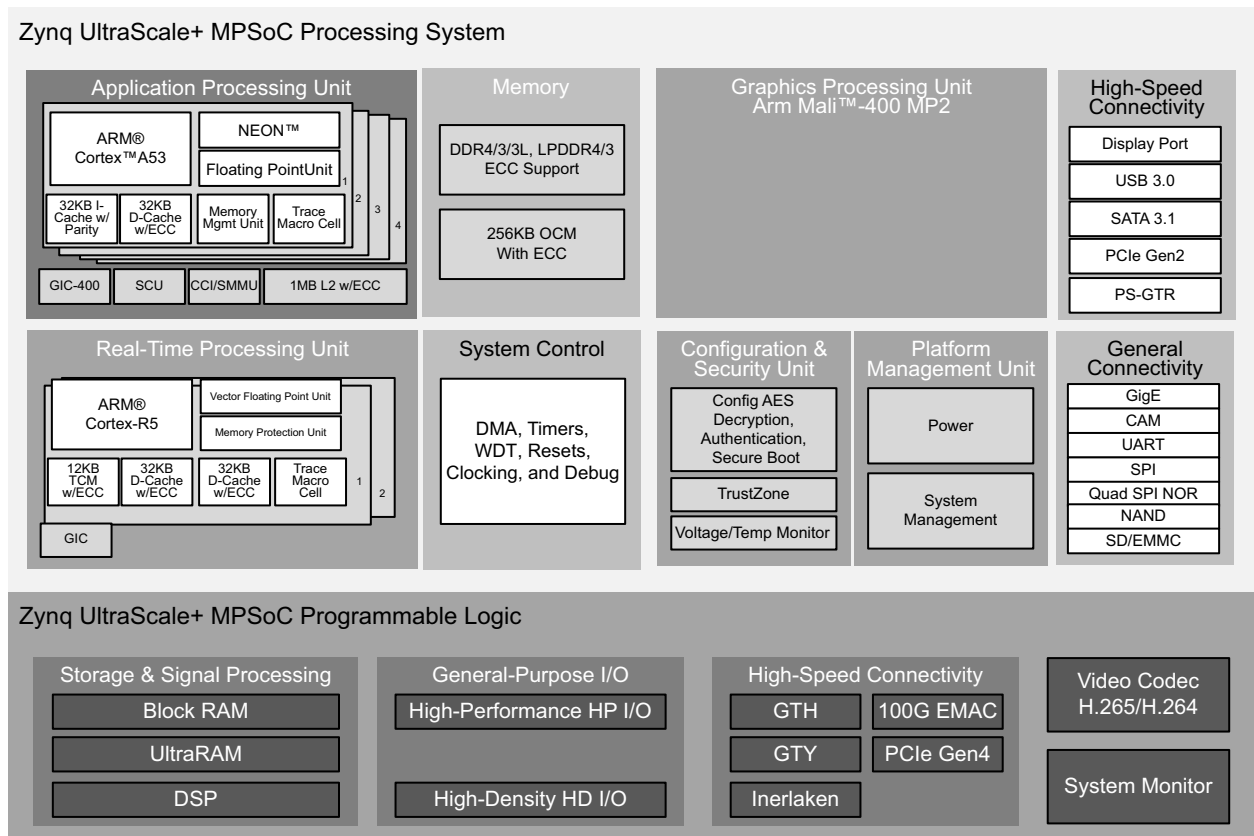 Zynq UltraScale+ MPSoC Processing System
Application Processing Unit
ARM®
Cortex™A53
NEON™
Floating PointUnit
32KB I-
Cache w/
Parity
32KB
D-Cache
w/ECC
Memory
Mgmt Unit
Trace
Macro Cell
1
2
3
4
GIC-400
SCU
CCI/SMMU
1MB L2 w/ECC
Memory
DDR4/3/3L, LPDDR4/3
ECC Support
256KB OCM
With ECC
Graphics Processing Unit
Arm Mali™-400 MP2
High-Speed
Connectivity
Display Port
USB 3.0
SATA 3.1
PCIe Gen2
PS-GTR
Real-Time Processing Unit
ARM®
Cortex-R5
Vector Floating Point Unit
Memory Protection Unit
12KB
TCM
w/ECC
32KB
D-Cache
w/ECC
32KB
D-Cache
w/ECC
Trace
Macro
Cell
1
2
GIC
System Control
DMA, Timers,
WDT, Resets,
Clocking, and Debug
Configuration &
Security Unit
Config AES
Decryption,
Authentication,
Secure Boot
TrustZone
Voltage/Temp Monitor
Platform
Management Unit
Power
System
Management
General
Connectivity
GigE
CAM
UART
SPI
Quad SPI NOR
NAND
SD/EMMC
Zynq UltraScale+ MPSoC Programmable Logic
Storage & Signal Processing
Block RAM
UltraRAM
DSP
General-Purpose I/O
High-Performance HP I/O
High-Density HD I/O
High-Speed Connectivity
GTH
100G EMAC
GTY
PCIe Gen4
Inerlaken
Video Codec
H.265/H.264
System Monitor